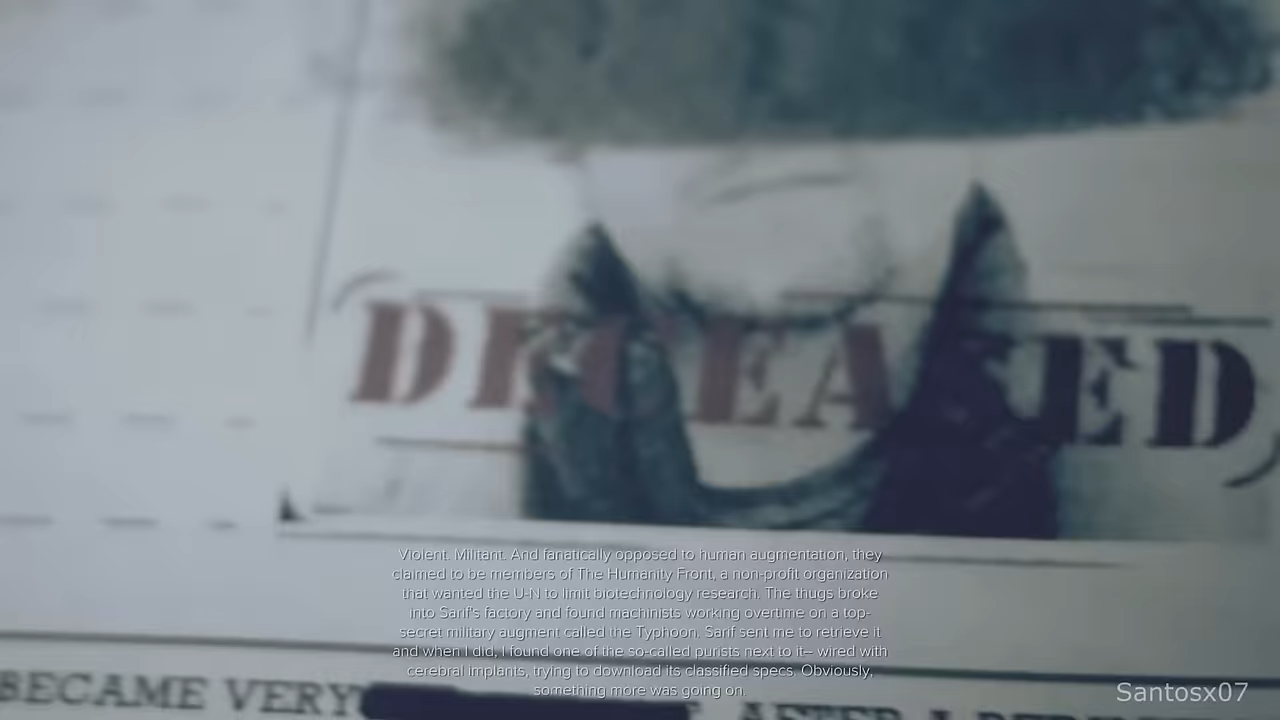 DECEASED
Violent. Militant. And fanatically opposed to human augmentation, they
claimed to be members of The Humanity Front, a non-profit organization
that wanted the U-N to limit biotechnology research. The thugs broke
into Sarif's factory and found machinists working overtime on a top-
secret military augment called the Typhoon. Sarif sent me to retrieve it
and when I did, I found one of the so-called purists next to it-- wired with
cerebral implants, trying to download its classified specs. Obviously,
something more was going on.
BECAME VERY AFTER A
Santosx07